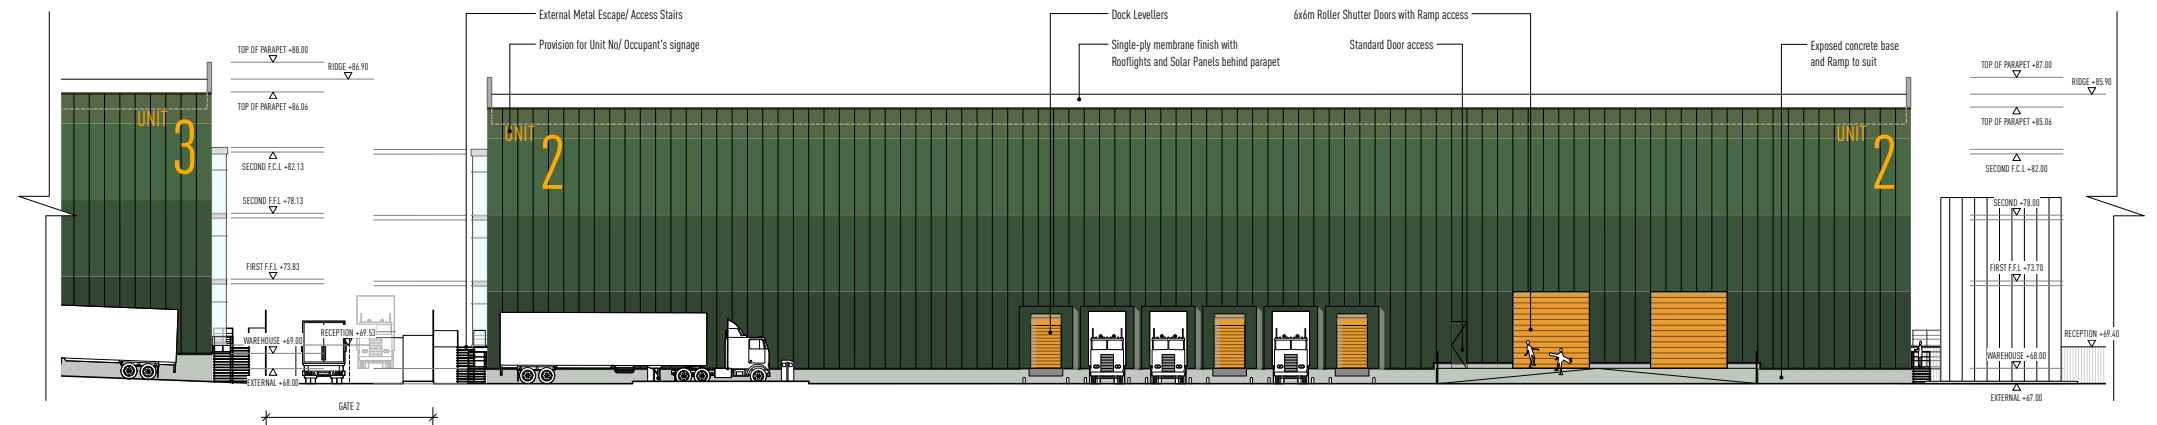 External Metal Escape/ Access Stairs
Dock Levellers
6x6m Roller Shutter Doors with Ramp access
Provision for Unit No/ Occupant's signage
Single-ply membrane finish with
Rooflights and Solar Panels behind parapet
Standard Door access
Exposed concrete base
and Ramp to suit
TOP OF PARAPET +88.00
RIDGE +86.90
TOP OF PARAPET +86.06
SECOND F.C.L +82.13
SECOND F.F.L +78.13
FIRST F.F.L +73.83
RECEPTION +69.53
WAREHOUSE +69.00
EXTERNAL +68.00
GATE 2
UNIT
3
UNIT
2
UNIT
2
TOP OF PARAPET +87.00
RIDGE +85.90
TOP OF PARAPET +85.06
SECOND F.C.L +82.00
SECOND +78.00
FIRST F.F.L +73.70
RECEPTION +69.40
WAREHOUSE +68.00
EXTERNAL +67.00